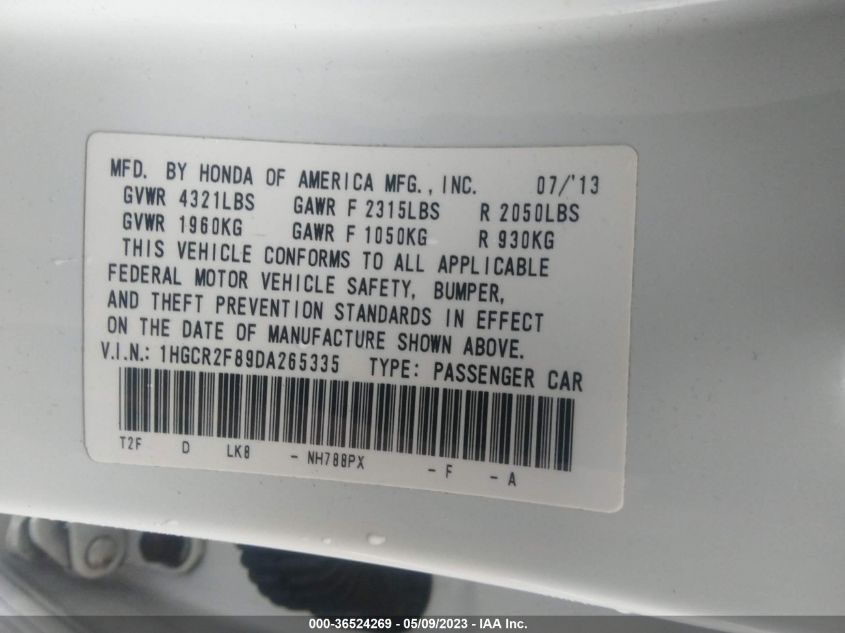 MFD. BY HONDA OF AMERICA MFG., INC. 07/'13
GVWR 4321LBS GAWR F 2315LBS R 2050LBS
GVWR 1960KG GAWR F 1050KG R 930KG
THIS VEHICLE CONFORMS TO ALL APPLICABLE
FEDERAL MOTOR VEHICLE SAFETY, BUMPER,
AND THEFT PREVENTION STANDARDS IN EFFECT
ON THE DATE OF MANUFACTURE SHOWN ABOVE.
V.I.N.: 1HGCR2F89DA265335 TYPE: PASSENGER CAR
T2F D LK8 - NH788PX - F - A
000-36524269 - 05/09/2023 - IAA Inc.